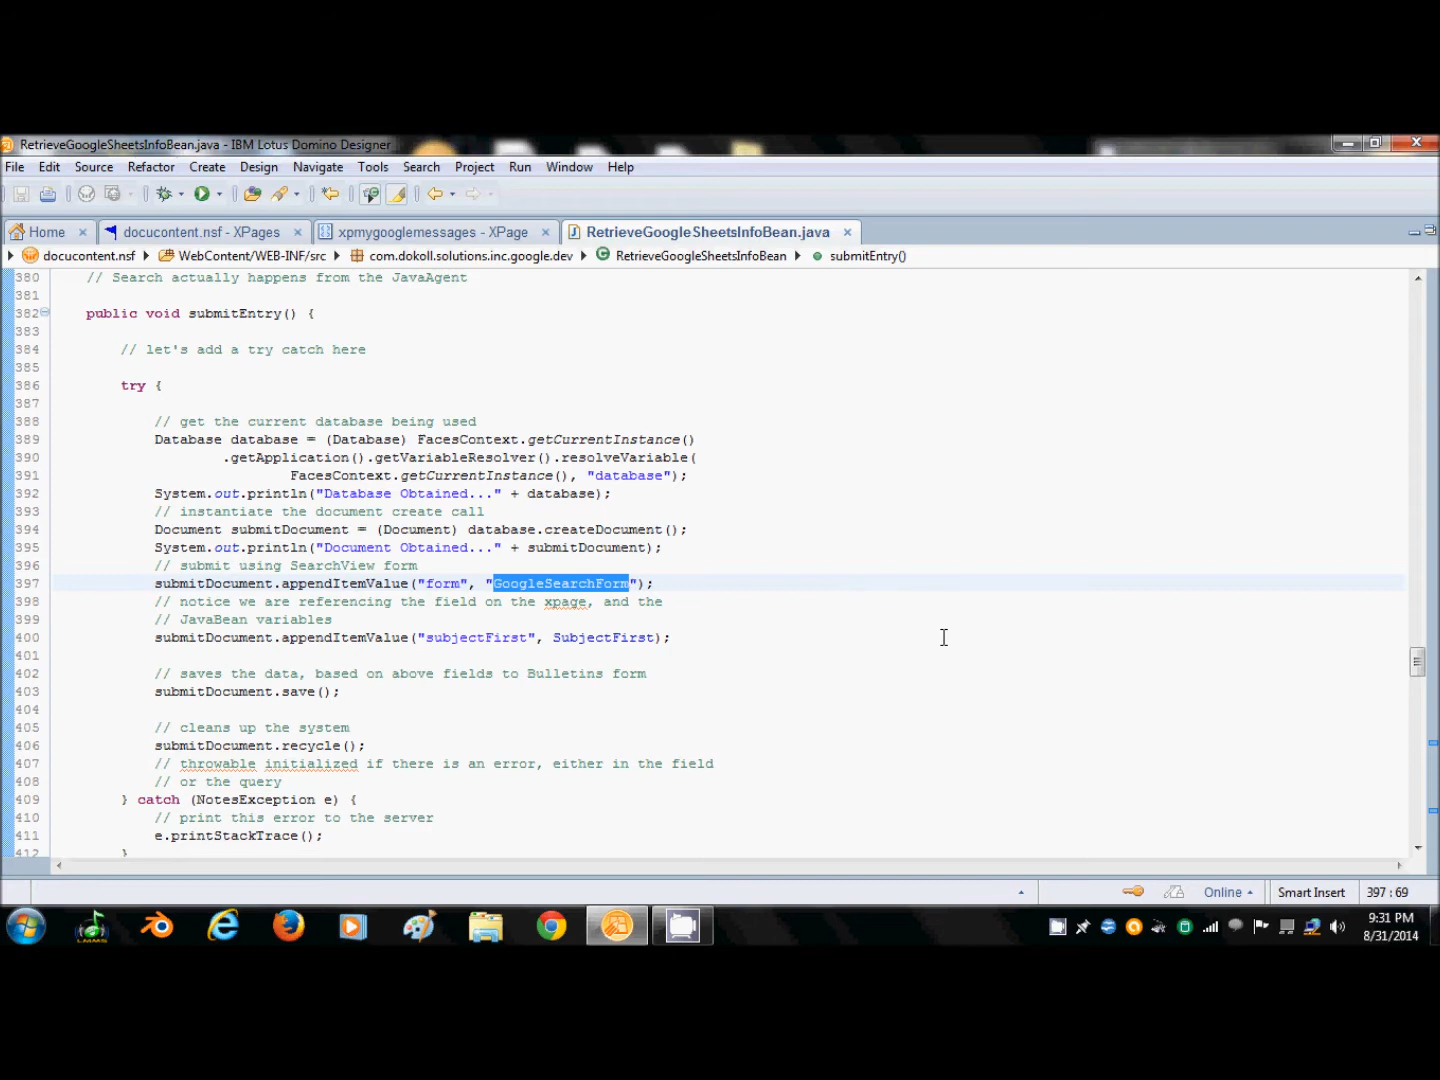 RetrieveGoogleSheetsInfoBean.java - IBM Lotus Domino Designer
File Edit Source Refactor Create Design Navigate Tools Search Project Run Window Help
Home docucontent.nsf - XPages xpmygooglemessages - XPage RetrieveGoogleSheetsInfoBean.java
docucontent.nsf WebContent/WEB-INF/src com.dokoll.solutions.inc.google.dev RetrieveGoogleSheetsInfoBean submitEntry()
380 // Search actually happens from the JavaAgent
381
382 public void submitEntry() {
383
384 // let's add a try catch here
385
386 try {
387
388 // get the current database being used
389 Database database = (Database) FacesContext.getCurrentInstance()
390 .getApplication().getVariableResolver().resolveVariable(
391 FacesContext.getCurrentInstance(), "database");
392 System.out.println("Database Obtained..." + database);
393 // instantiate the document create call
394 Document submitDocument = (Document) database.createDocument();
395 System.out.println("Document Obtained..." + submitDocument);
396 // submit using SearchView form
397 submitDocument.appendItemValue("form", "GoogleSearchForm");
398 // notice we are referencing the field on the xpage, and the
399 // JavaBean variables
400 submitDocument.appendItemValue("subjectFirst", SubjectFirst);
401
402 // saves the data, based on above fields to Bulletins form
403 submitDocument.save();
404
405 // cleans up the system
406 submitDocument.recycle();
407 // throwable initialized if there is an error, either in the field
408 // or the query
409 } catch (NotesException e) {
410 // print this error to the server
411 e.printStackTrace();
412 }
Online Smart Insert 397 : 69
LMMS
9:31 PM
8/31/2014